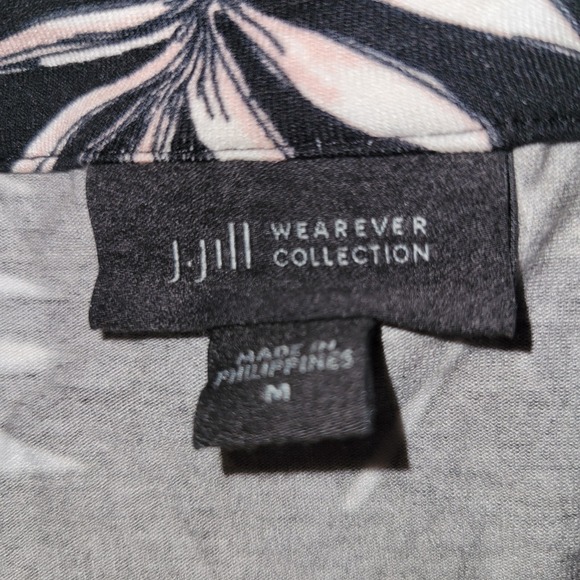 J.Jill WEAREVER
COLLECTION
MADE IN
PHILIPPINES
M